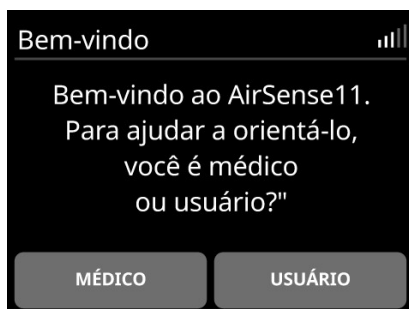 Bem-vindo
Bem-vindo ao AirSense11.
Para ajudar a orientá-lo,
você é médico
ou usuário?"
MÉDICO
USUÁRIO